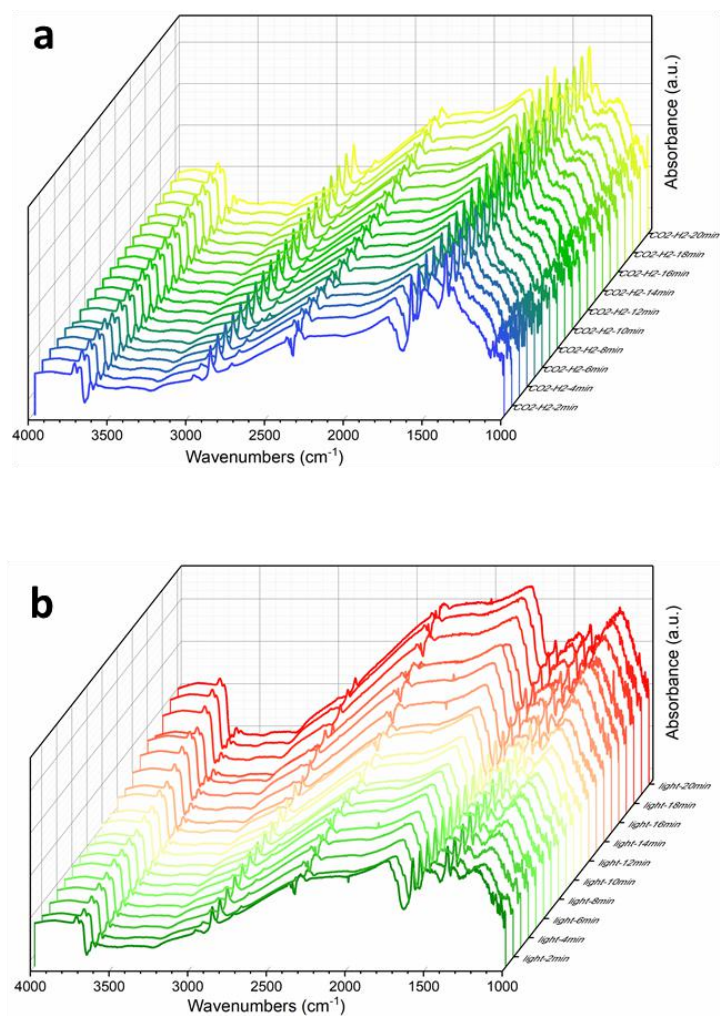 a
Absorbance (a.u.)
CO2-H2-20min
CO2-H2-18min
CO2-H2-16min
CO2-H2-14min
CO2-H2-12min
CO2-H2-10min
CO2-H2-8min
CO2-H2-6min
CO2-H2-4min
CO2-H2-2min
4000 3500 3000 2500 2000 1500 1000
Wavenumbers (cm⁻¹)
b
Absorbance (a.u.)
light-20min
light-18min
light-16min
light-14min
light-12min
light-10min
light-8min
light-6min
light-4min
light-2min
4000 3500 3000 2500 2000 1500 1000
Wavenumbers (cm⁻¹)